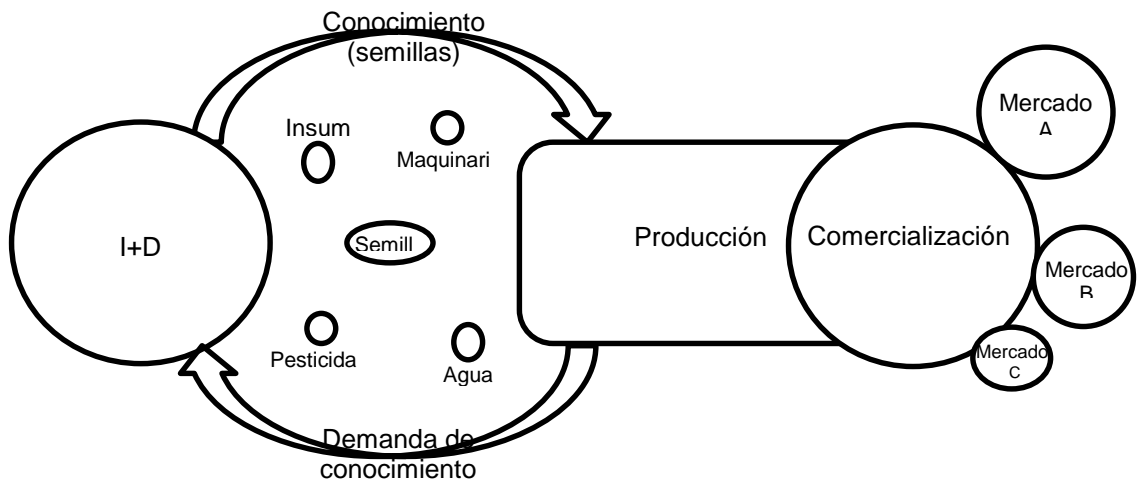 Conocimiento
(semillas)
Insum
Maquinari
Mercado
A
I+D
Semill
Producción
Comercialización
Mercado
B
Pesticida
Agua
Mercado
C
Demanda de
conocimiento